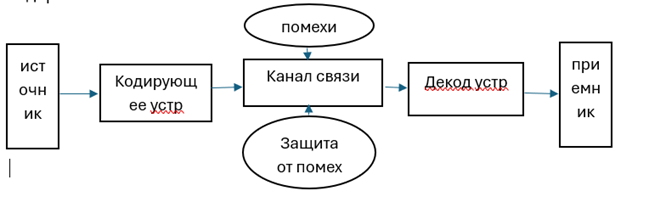 помехи
ист
очн
ик
Кодирующ
ее устр
Канал связи
Декод устр
при
емн
ик
Защита
от помех